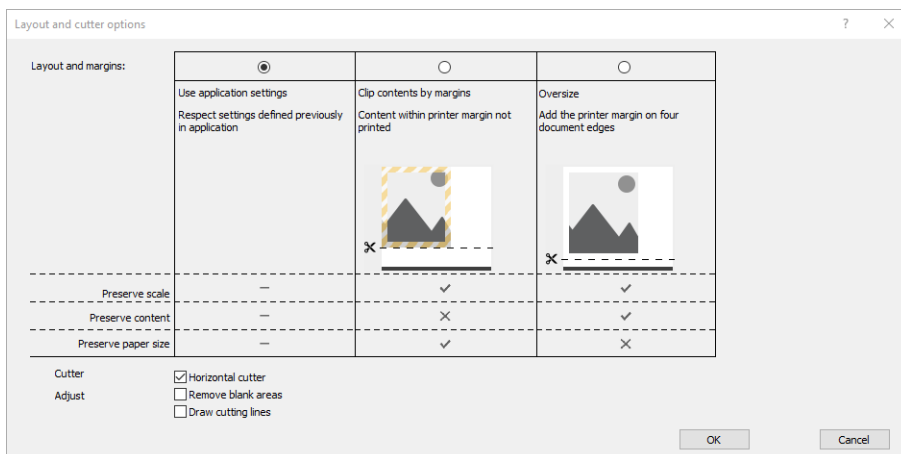 Layout and cutter options
Layout and margins:
Use application settings
Respect settings defined previously
in application
Clip contents by margins
Content within printer margin not
printed
Oversize
Add the printer margin on four
document edges
Preserve scale
Preserve content
Preserve paper size
Cutter
Horizontal cutter
Adjust
Remove blank areas
Draw cutting lines
OK
Cancel